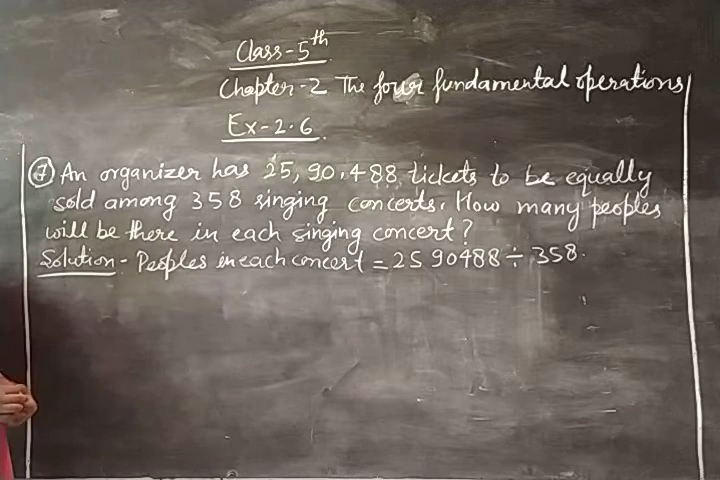 Class-5th
Chapter-2 The four fundamental operations
Ex-2.6
7 An organizer has 25,90,488 tickets to be equally
sold among 358 singing concerts. How many peoples
will be there in each singing concert?
Solution - Peoples in each concert = 2590488 ÷ 358.